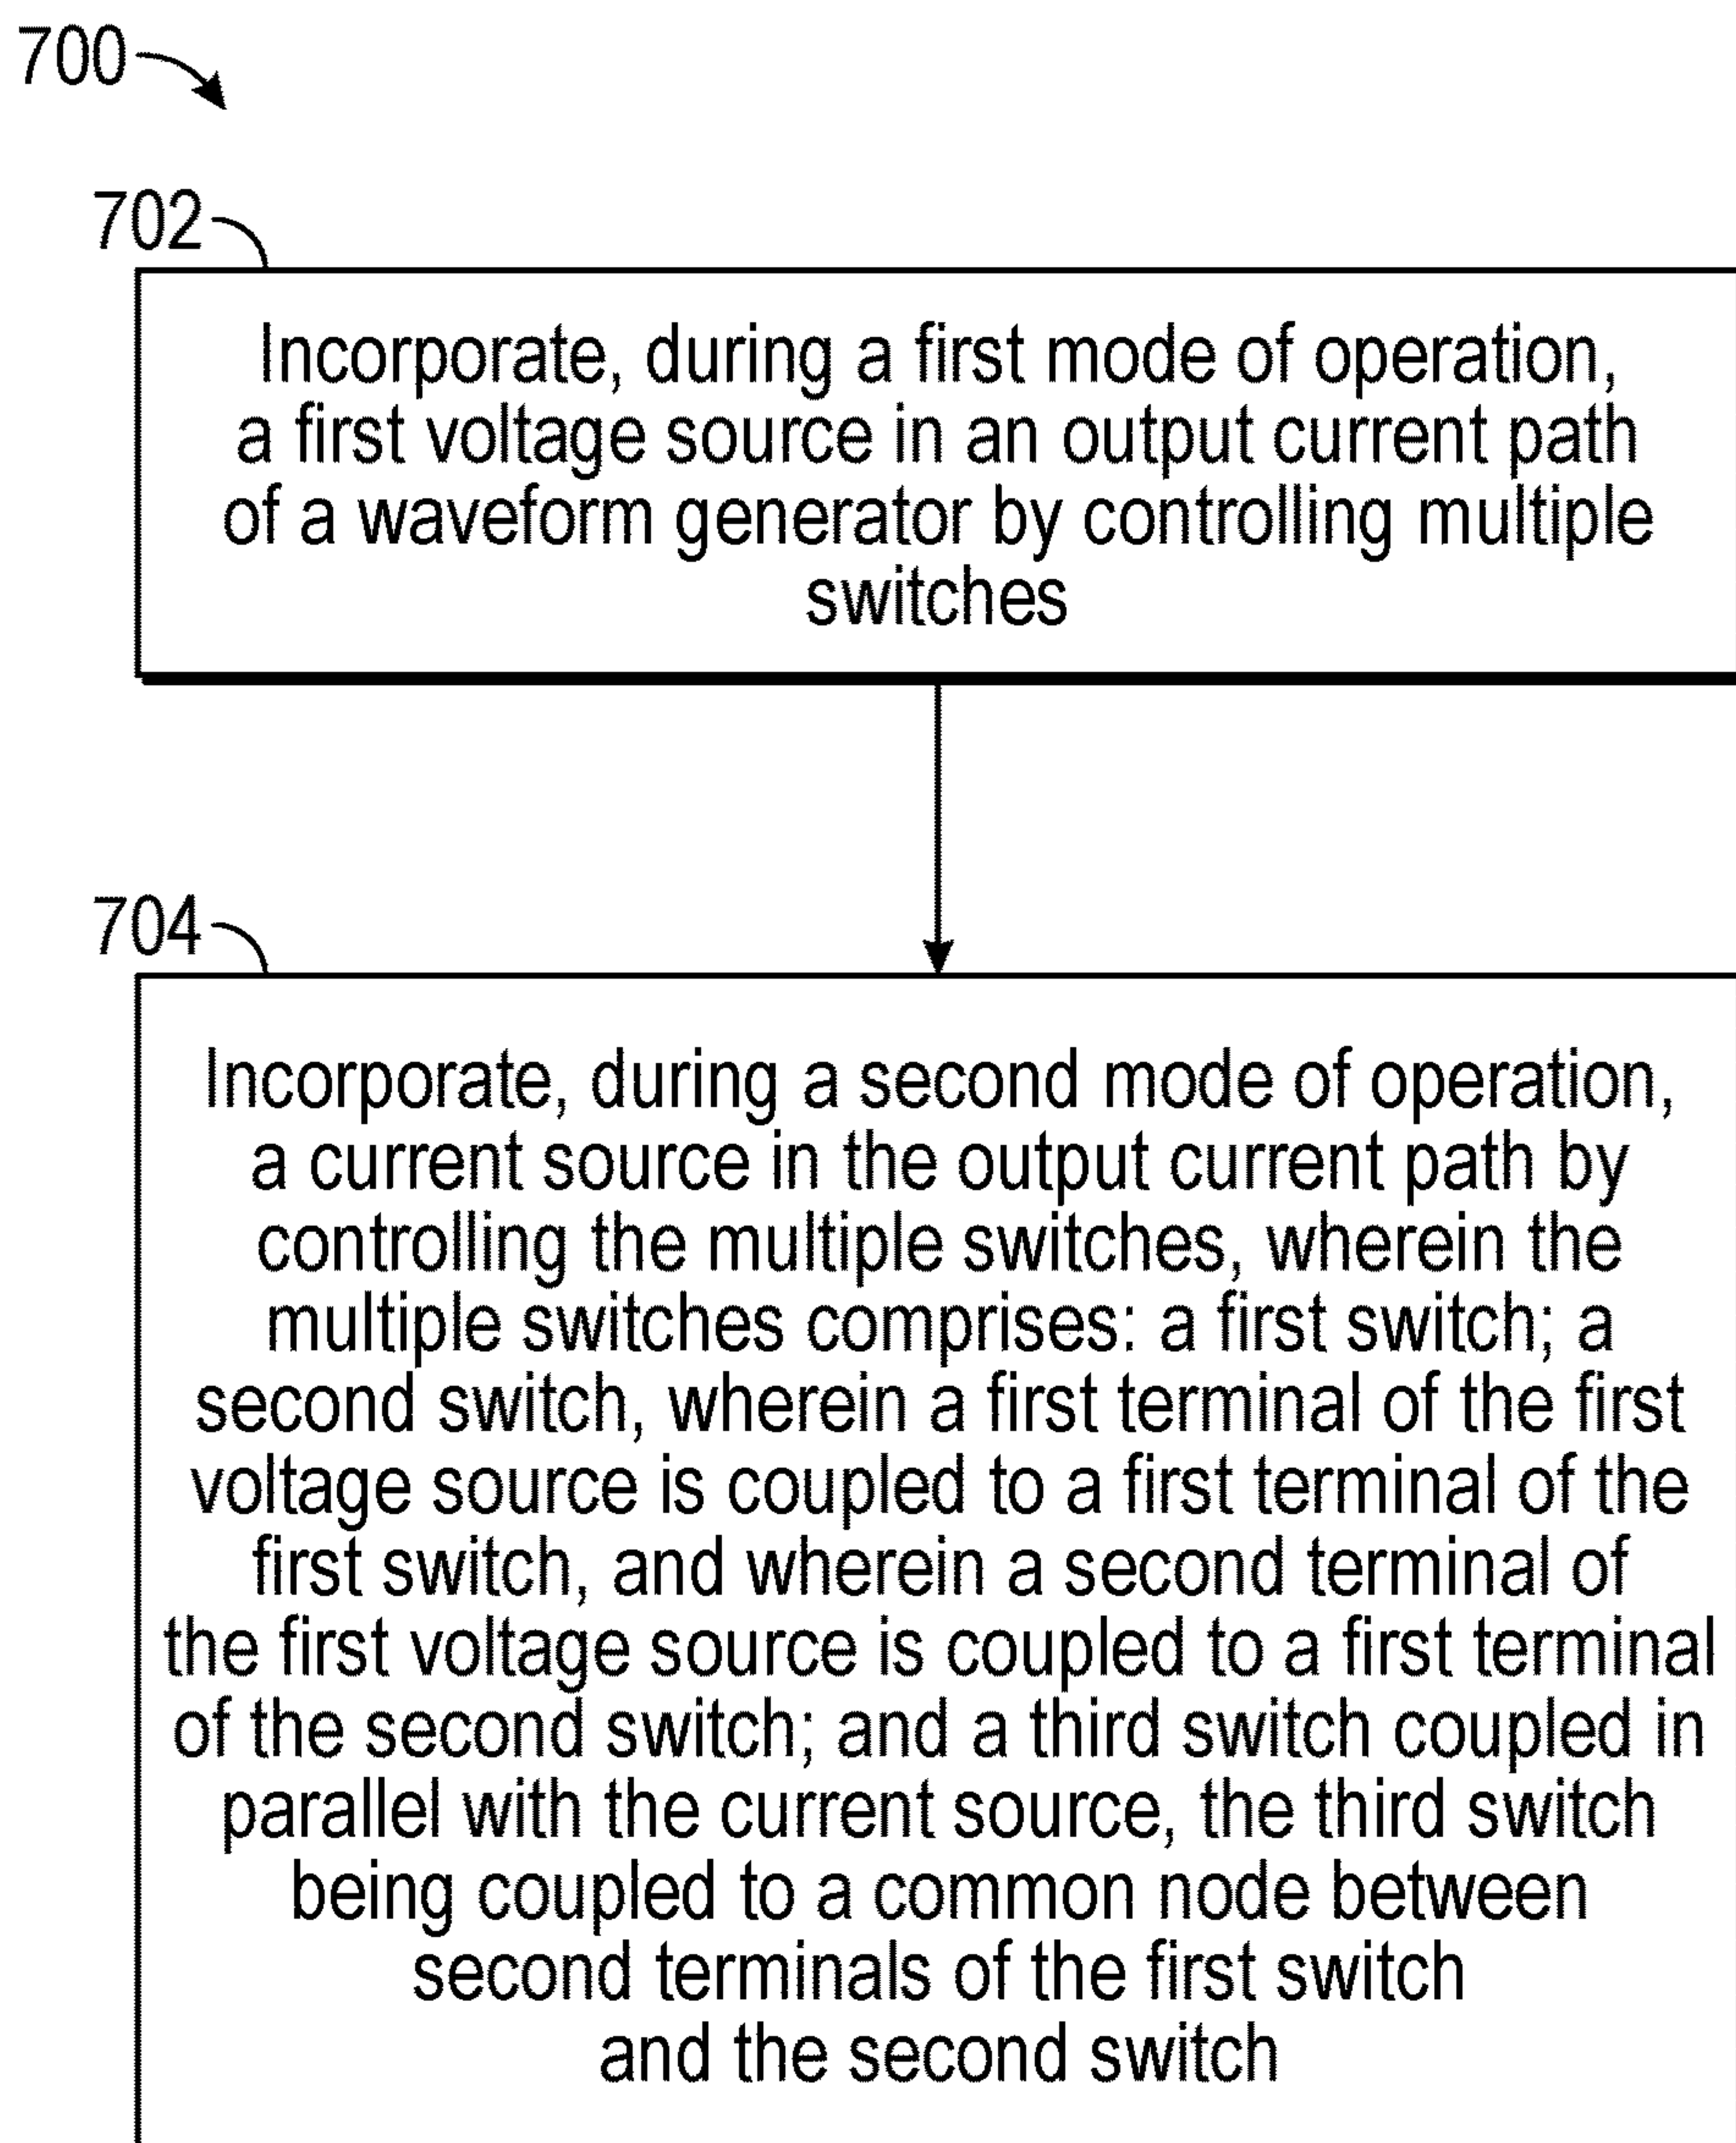 700
702
Incorporate, during a first mode of operation,
a first voltage source in an output current path
of a waveform generator by controlling multiple
switches
704
Incorporate, during a second mode of operation,
a current source in the output current path by
controlling the multiple switches, wherein the
multiple switches comprises: a first switch; a
second switch, wherein a first terminal of the first
voltage source is coupled to a first terminal of the
first switch, and wherein a second terminal of
the first voltage source is coupled to a first terminal
of the second switch; and a third switch coupled in
parallel with the current source, the third switch
being coupled to a common node between
second terminals of the first switch
and the second switch